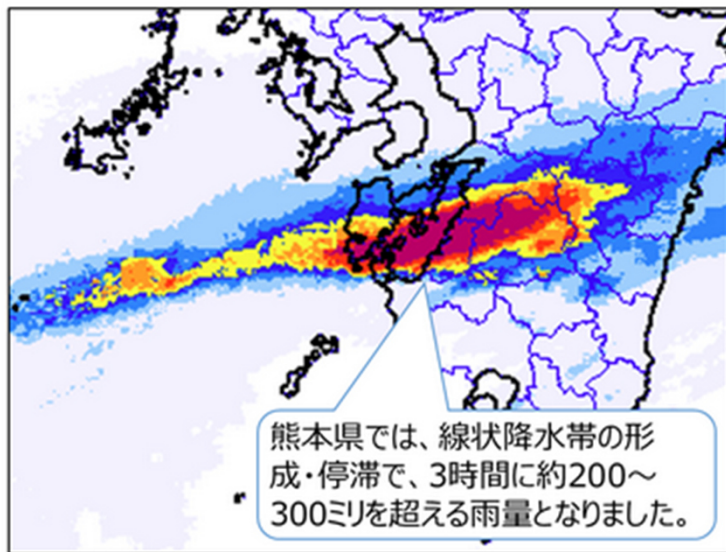 熊本県では、線状降水帯の形
成・停滞で、3時間に約200～
300ミリを超える雨量となりました。